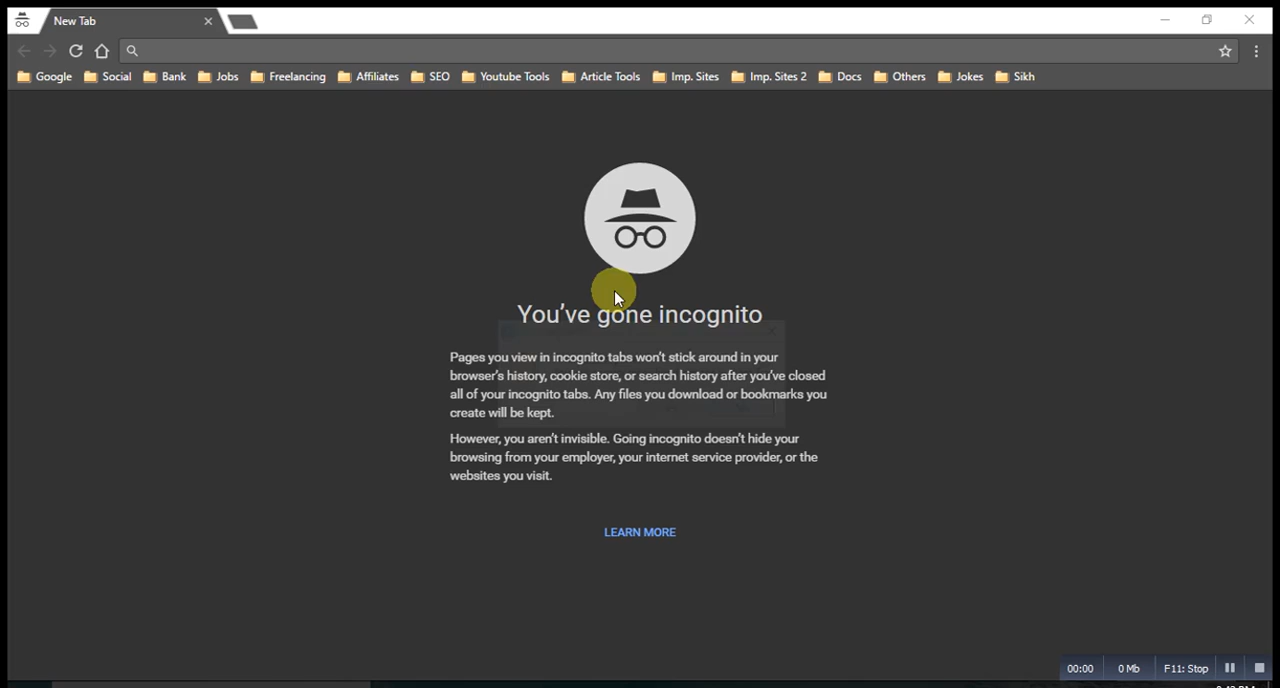 New Tab
Google Social Bank Jobs Freelancing Affiliates SEO Youtube Tools Article Tools Imp. Sites Imp. Sites 2 Docs Others Jokes Sikh
You've gone incognito
Pages you view in incognito tabs won't stick around in your
browser's history, cookie store, or search history after you've closed
all of your incognito tabs. Any files you download or bookmarks you
create will be kept.
However, you aren't invisible. Going incognito doesn't hide your
browsing from your employer, your internet service provider, or the
websites you visit.
LEARN MORE
00:00 0 Mb F11: Stop